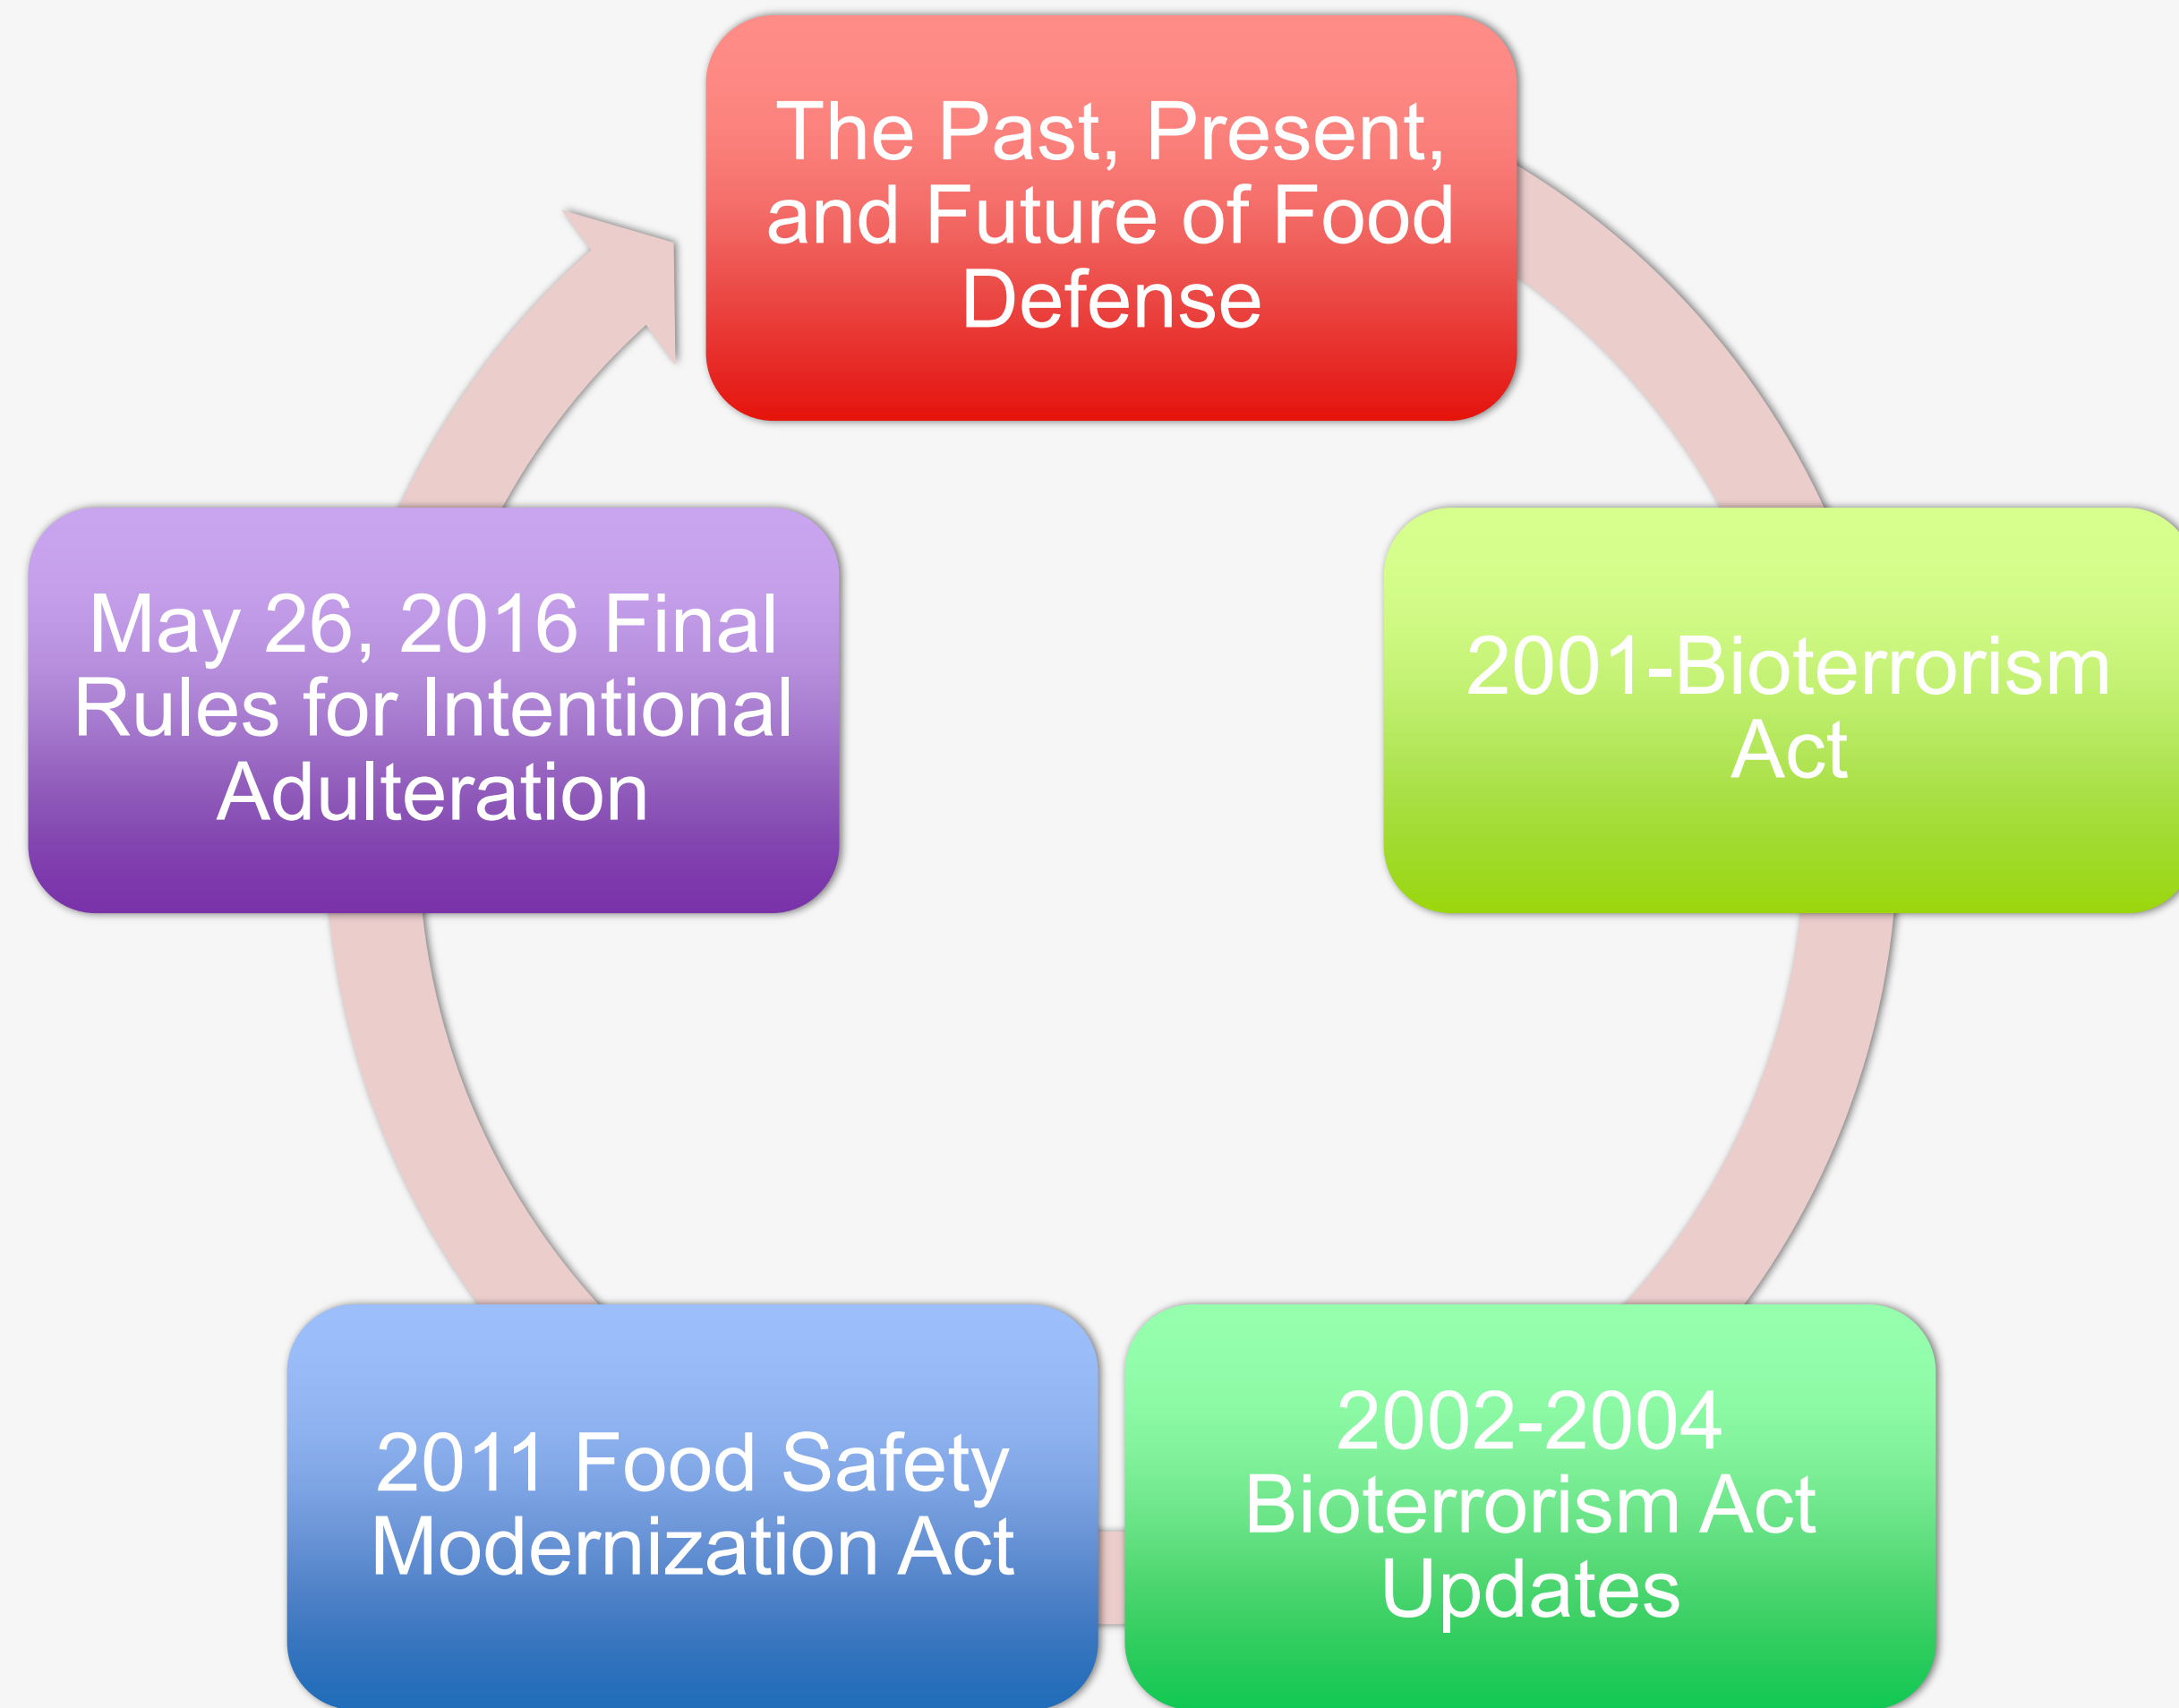 The Past, Present,
and Future of Food
Defense
2001-Bioterrorism
Act
2002-2004
Bioterrorism Act
Updates
2011 Food Safety
Modernization Act
May 26, 2016 Final
Rules for Intentional
Adulteration